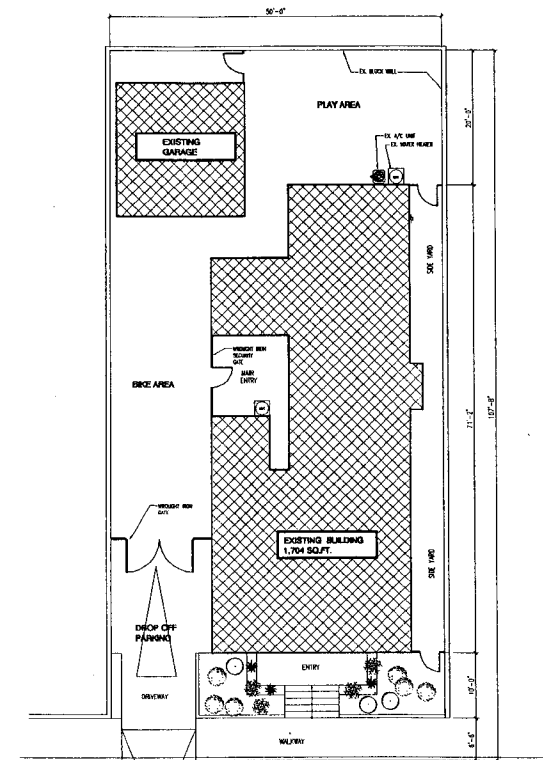 50'-0"
EX. BLOCK WALL
PLAY AREA
20'-0"
EXISTING
GARAGE
EX. A/C UNIT
EX. WATER HEATER
SIDE YARD
WROUGHT IRON
SECURITY
GATE
MAIN
ENTRY
BIKE AREA
71'-2"
107'-8"
WROUGHT IRON
GATE
EXISTING BUILDING
1,704 SQ.FT.
SIDE YARD
DROP OFF
PARKING
ENTRY
DRIVEWAY
10'-0"
WALKWAY
6'-6"